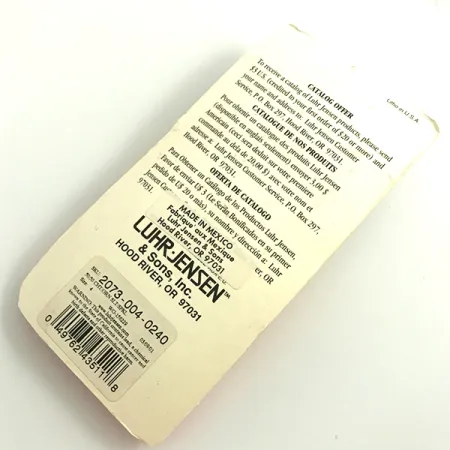 Litho in U.S.A.
CATALOG OFFER
To receive a catalog of Luhr Jensen products, please send
$3 U.S. (credited to your first order of $20 or more) and
your name and address to: Luhr Jensen Customer
Service, P.O. Box 297, Hood River, OR 97031.
CATALOGUE DE NOS PRODUITS
Pour obtenir un catalogue des produits Luhr Jensen
(disponible en anglais seulement) envoyer 3,00 $
Américains (ceci sera déduit sur votre première
commande au delà de 20,00 $) avec votre nom et
adresse à: Luhr Jensen Customer Service, P.O. Box 297,
Hood River, OR 97031.
OFERTA DE CATALOGO
Para Obtener un Catálogo de los Productos Luhr Jensen,
Favor de enviar US $3 (le Serán Bonificados en su primer
pedido de US 20 o más), su nombre y dirección a: Luhr
Jensen Cu
, OR
MADE IN MEXICO
Fabriqué aux Mexique
Luhr Jensen & Sons
Hood River, OR 97031
LUHR-JENSEN™
& Sons, Inc.
HOOD RIVER, OR 97031
2073-004-0240
0 49762 43511 8